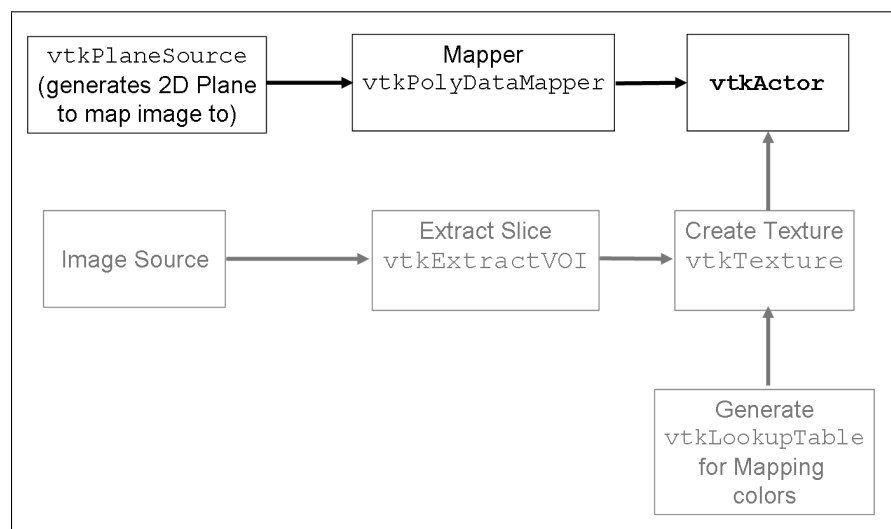 vtkPlaneSource
(generates 2D Plane
to map image to)
Mapper
vtkPolyDataMapper
vtkActor
Image Source
Extract Slice
vtkExtractVOI
Create Texture
vtkTexture
Generate
vtkLookupTable
for Mapping
colors